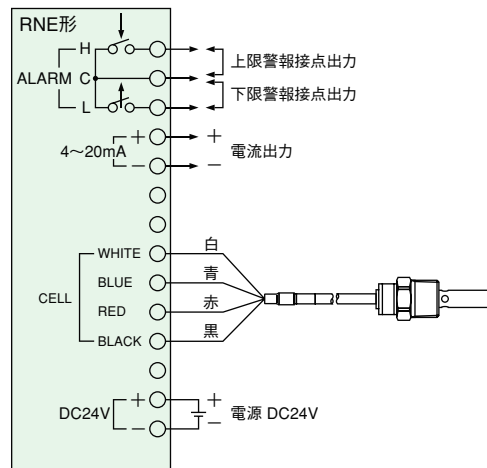 RNE形
H
ALARM C
L
上限警報接点出力
下限警報接点出力
4～20mA
+ +
− −
電流出力
WHITE 白
BLUE 青
CELL
RED 赤
BLACK 黒
DC24V
+ +
− −
電源 DC24V